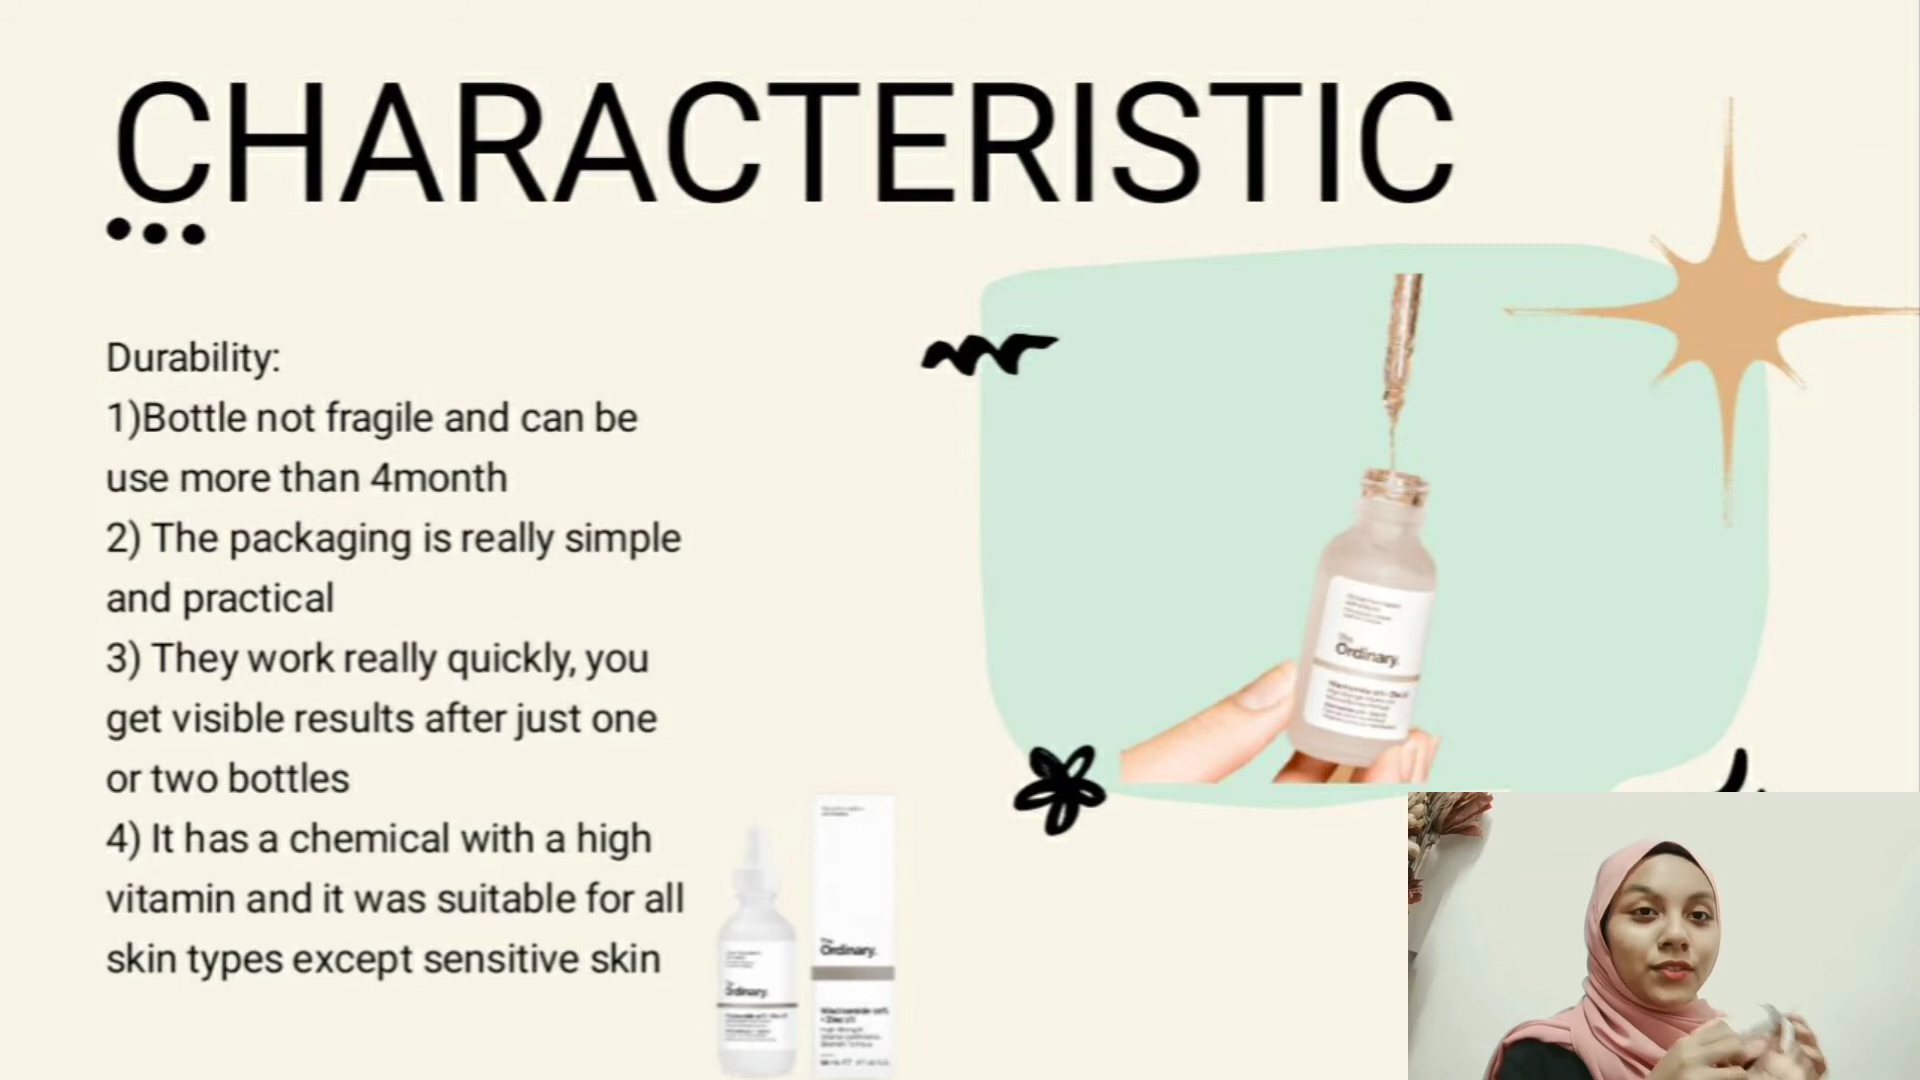 CHARACTERISTIC
Durability:
1)Bottle not fragile and can be
use more than 4month
2) The packaging is really simple
and practical
3) They work really quickly, you
get visible results after just one
or two bottles
4) It has a chemical with a high
vitamin and it was suitable for all
skin types except sensitive skin
The
Ordinary.
The
Ordinary.
The
Ordinary.